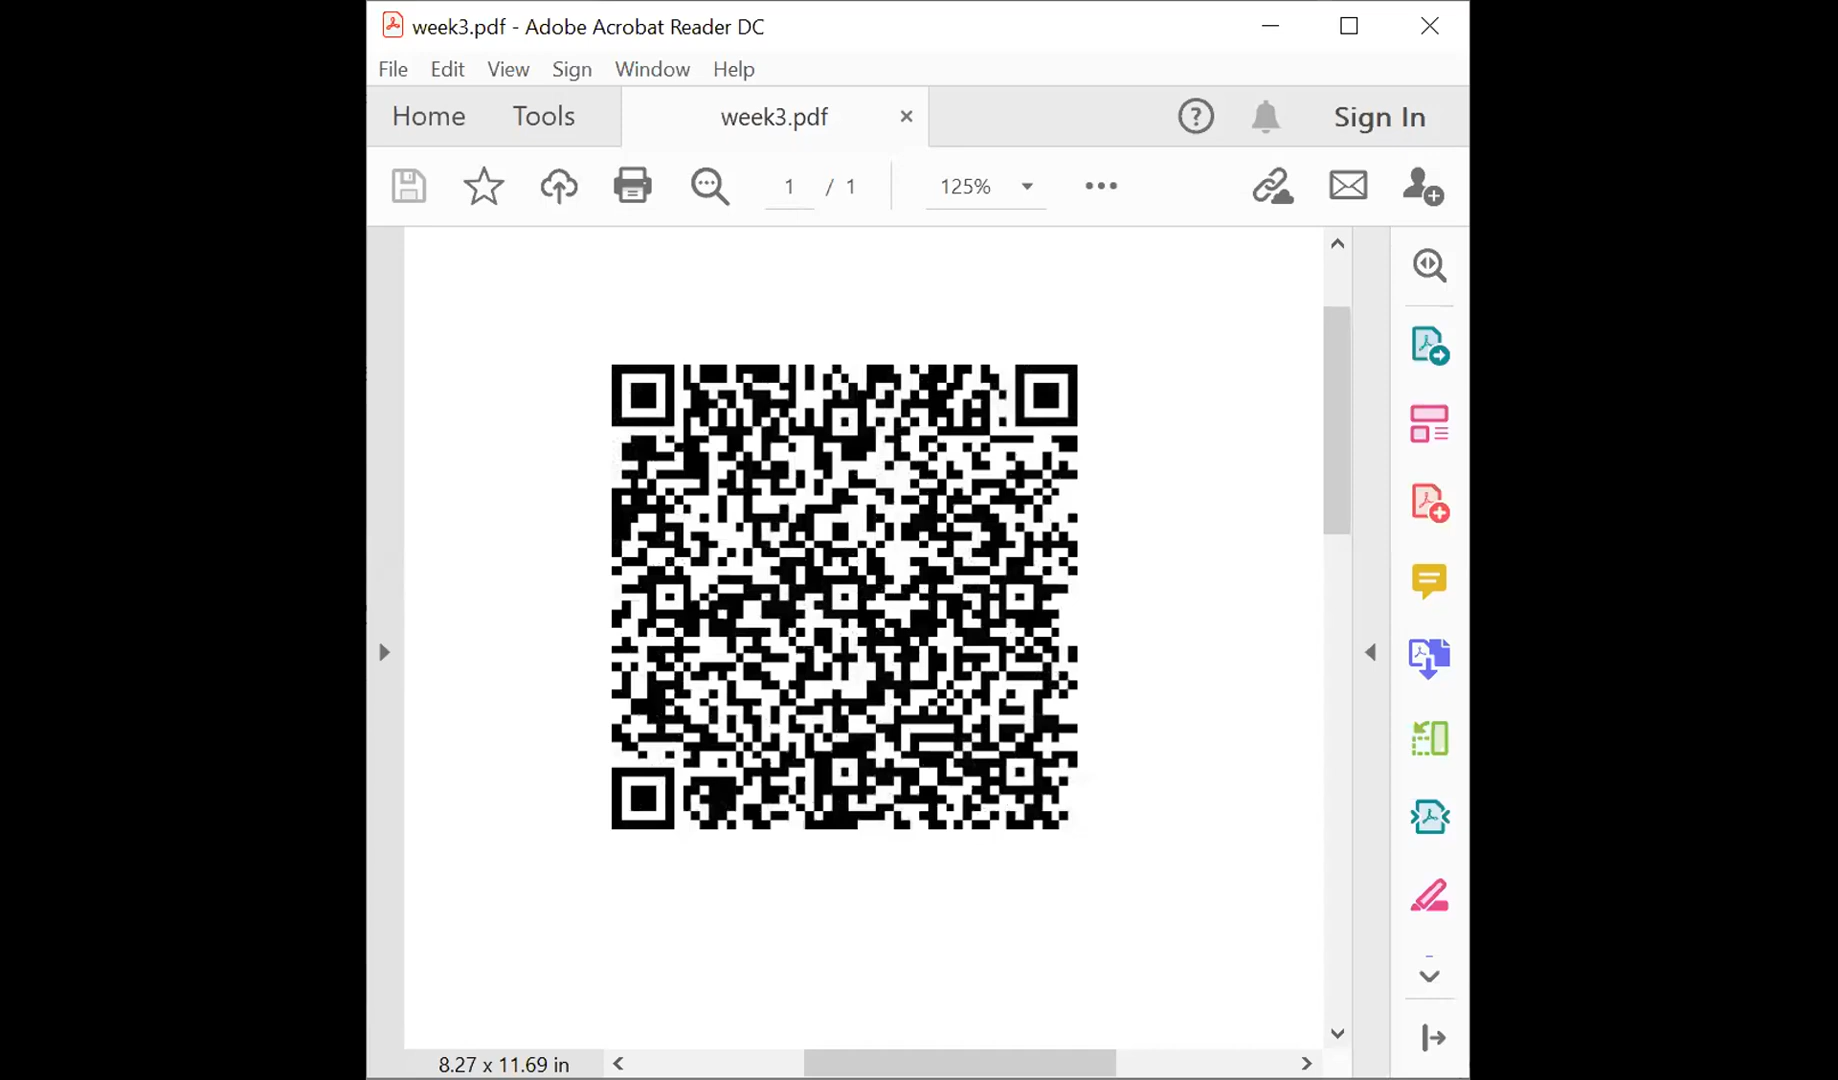 week3.pdf - Adobe Acrobat Reader DC
File Edit View Sign Window Help
Home Tools week3.pdf × ? Sign In
1 / 1 125%
8.27 x 11.69 in